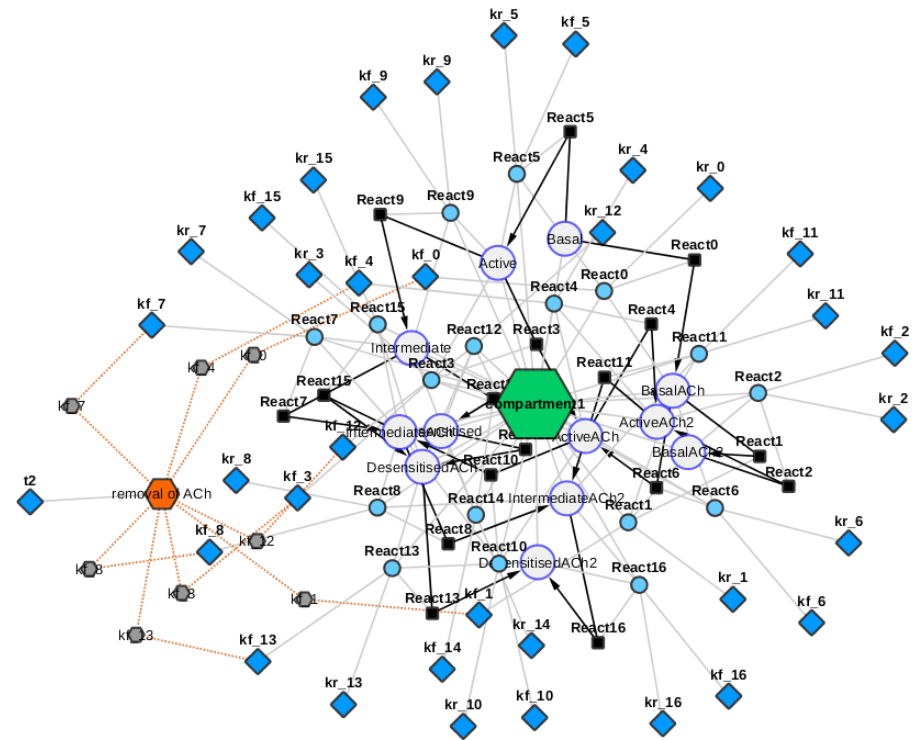 kr_5
kf_5
kr_9
kf_9
React5
kr_4
kr_15
React5
kr_0
React9
React9
kf_15
kr_12
Basal
kr_7
kf_11
React0
kr_3
kf_4
kf_0
Active
React0
React4
kf_7
React15
React4
kr_11
React7
React12
React3
React11
kf_2
Intermediate
React11
React3
React2
React15
BasalACh
React7
compartment1
kr_2
ActiveACh2
kf_12
ActiveACh
React1
BasalACh2
kr_8
DesensitisedACh
React10
React6
React2
t2
removal of ACh
kf_3
React8
React14
IntermediateACh2
React6
React1
kr_6
kf_8
React8
React13
React10
DesensitisedACh2
React16
kr_1
React13
kf_1
kf_6
React16
kf_13
kr_14
kf_14
kf_16
kr_13
kf_10
kr_10
kr_16